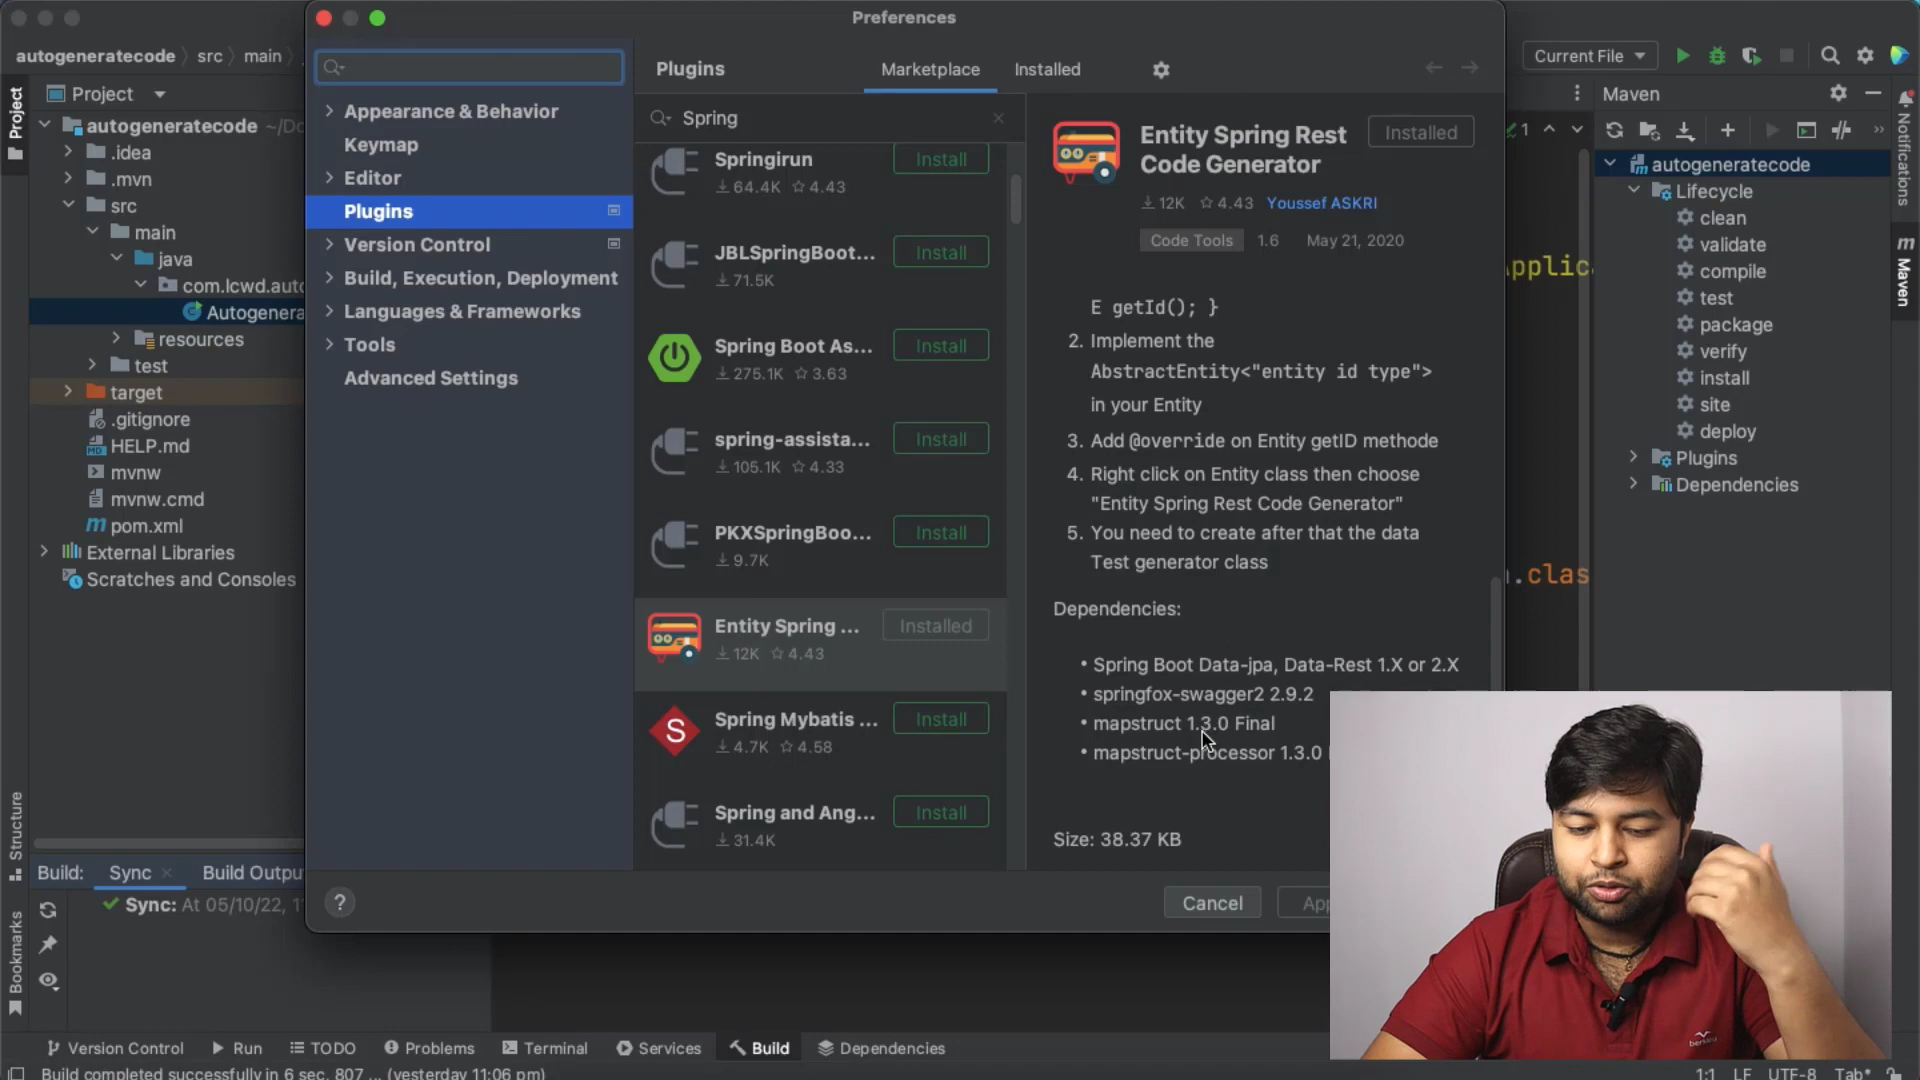 Preferences
autogeneratecode
src
main
Current File
Project
Plugins
Marketplace
Installed
Maven
Project
autogeneratecode
.idea
.mvn
src
main
java
com.lcwd.auto
Autogenera
resources
test
target
.gitignore
HELP.md
mvnw
mvnw.cmd
pom.xml
External Libraries
Scratches and Consoles
Appearance & Behavior
Keymap
Editor
Plugins
Version Control
Build, Execution, Deployment
Languages & Frameworks
Tools
Advanced Settings
Spring
Springirun
Install
64.4K 4.43
JBLSpringBoot...
Install
71.5K
Spring Boot As...
Install
275.1K 3.63
spring-assista...
Install
105.1K 4.33
PKXSpringBoo...
Install
9.7K
Entity Spring ...
Installed
12K 4.43
Spring Mybatis ...
Install
4.7K 4.58
Spring and Ang...
Install
31.4K
Entity Spring Rest
Code Generator
Installed
12K 4.43 Youssef ASKRI
Code Tools 1.6 May 21, 2020
E getId(); }
2. Implement the
AbstractEntity<"entity id type">
in your Entity
3. Add @override on Entity getID methode
4. Right click on Entity class then choose
"Entity Spring Rest Code Generator"
5. You need to create after that the data
Test generator class
Dependencies:
• Spring Boot Data-jpa, Data-Rest 1.X or 2.X
• springfox-swagger2 2.9.2
• mapstruct 1.3.0 Final
• mapstruct-processor 1.3.0
Size: 38.37 KB
?
Cancel
App
1
Applic
.clas
autogeneratecode
Lifecycle
clean
validate
compile
test
package
verify
install
site
deploy
Plugins
Dependencies
Notifications
Maven
Structure
Bookmarks
Build:
Sync
Build Outpu
Sync: At 05/10/22, 1
Version Control
Run
TODO
Problems
Terminal
Services
Build
Dependencies
Build completed successfully in 6 sec, 807 ... (yesterday 11:06 pm)
1:1 LF UTF-8 Tab*